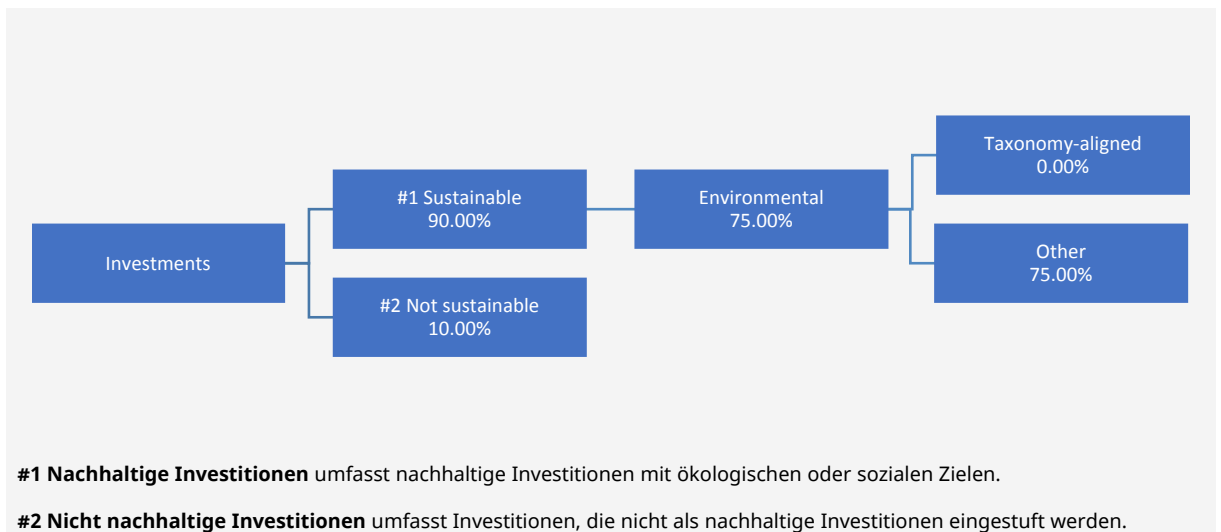 Investments
#1 Sustainable
90.00%
#2 Not sustainable
10.00%
Environmental
75.00%
Taxonomy-aligned
0.00%
Other
75.00%
#1 Nachhaltige Investitionen umfasst nachhaltige Investitionen mit ökologischen oder sozialen Zielen.
#2 Nicht nachhaltige Investitionen umfasst Investitionen, die nicht als nachhaltige Investitionen eingestuft werden.